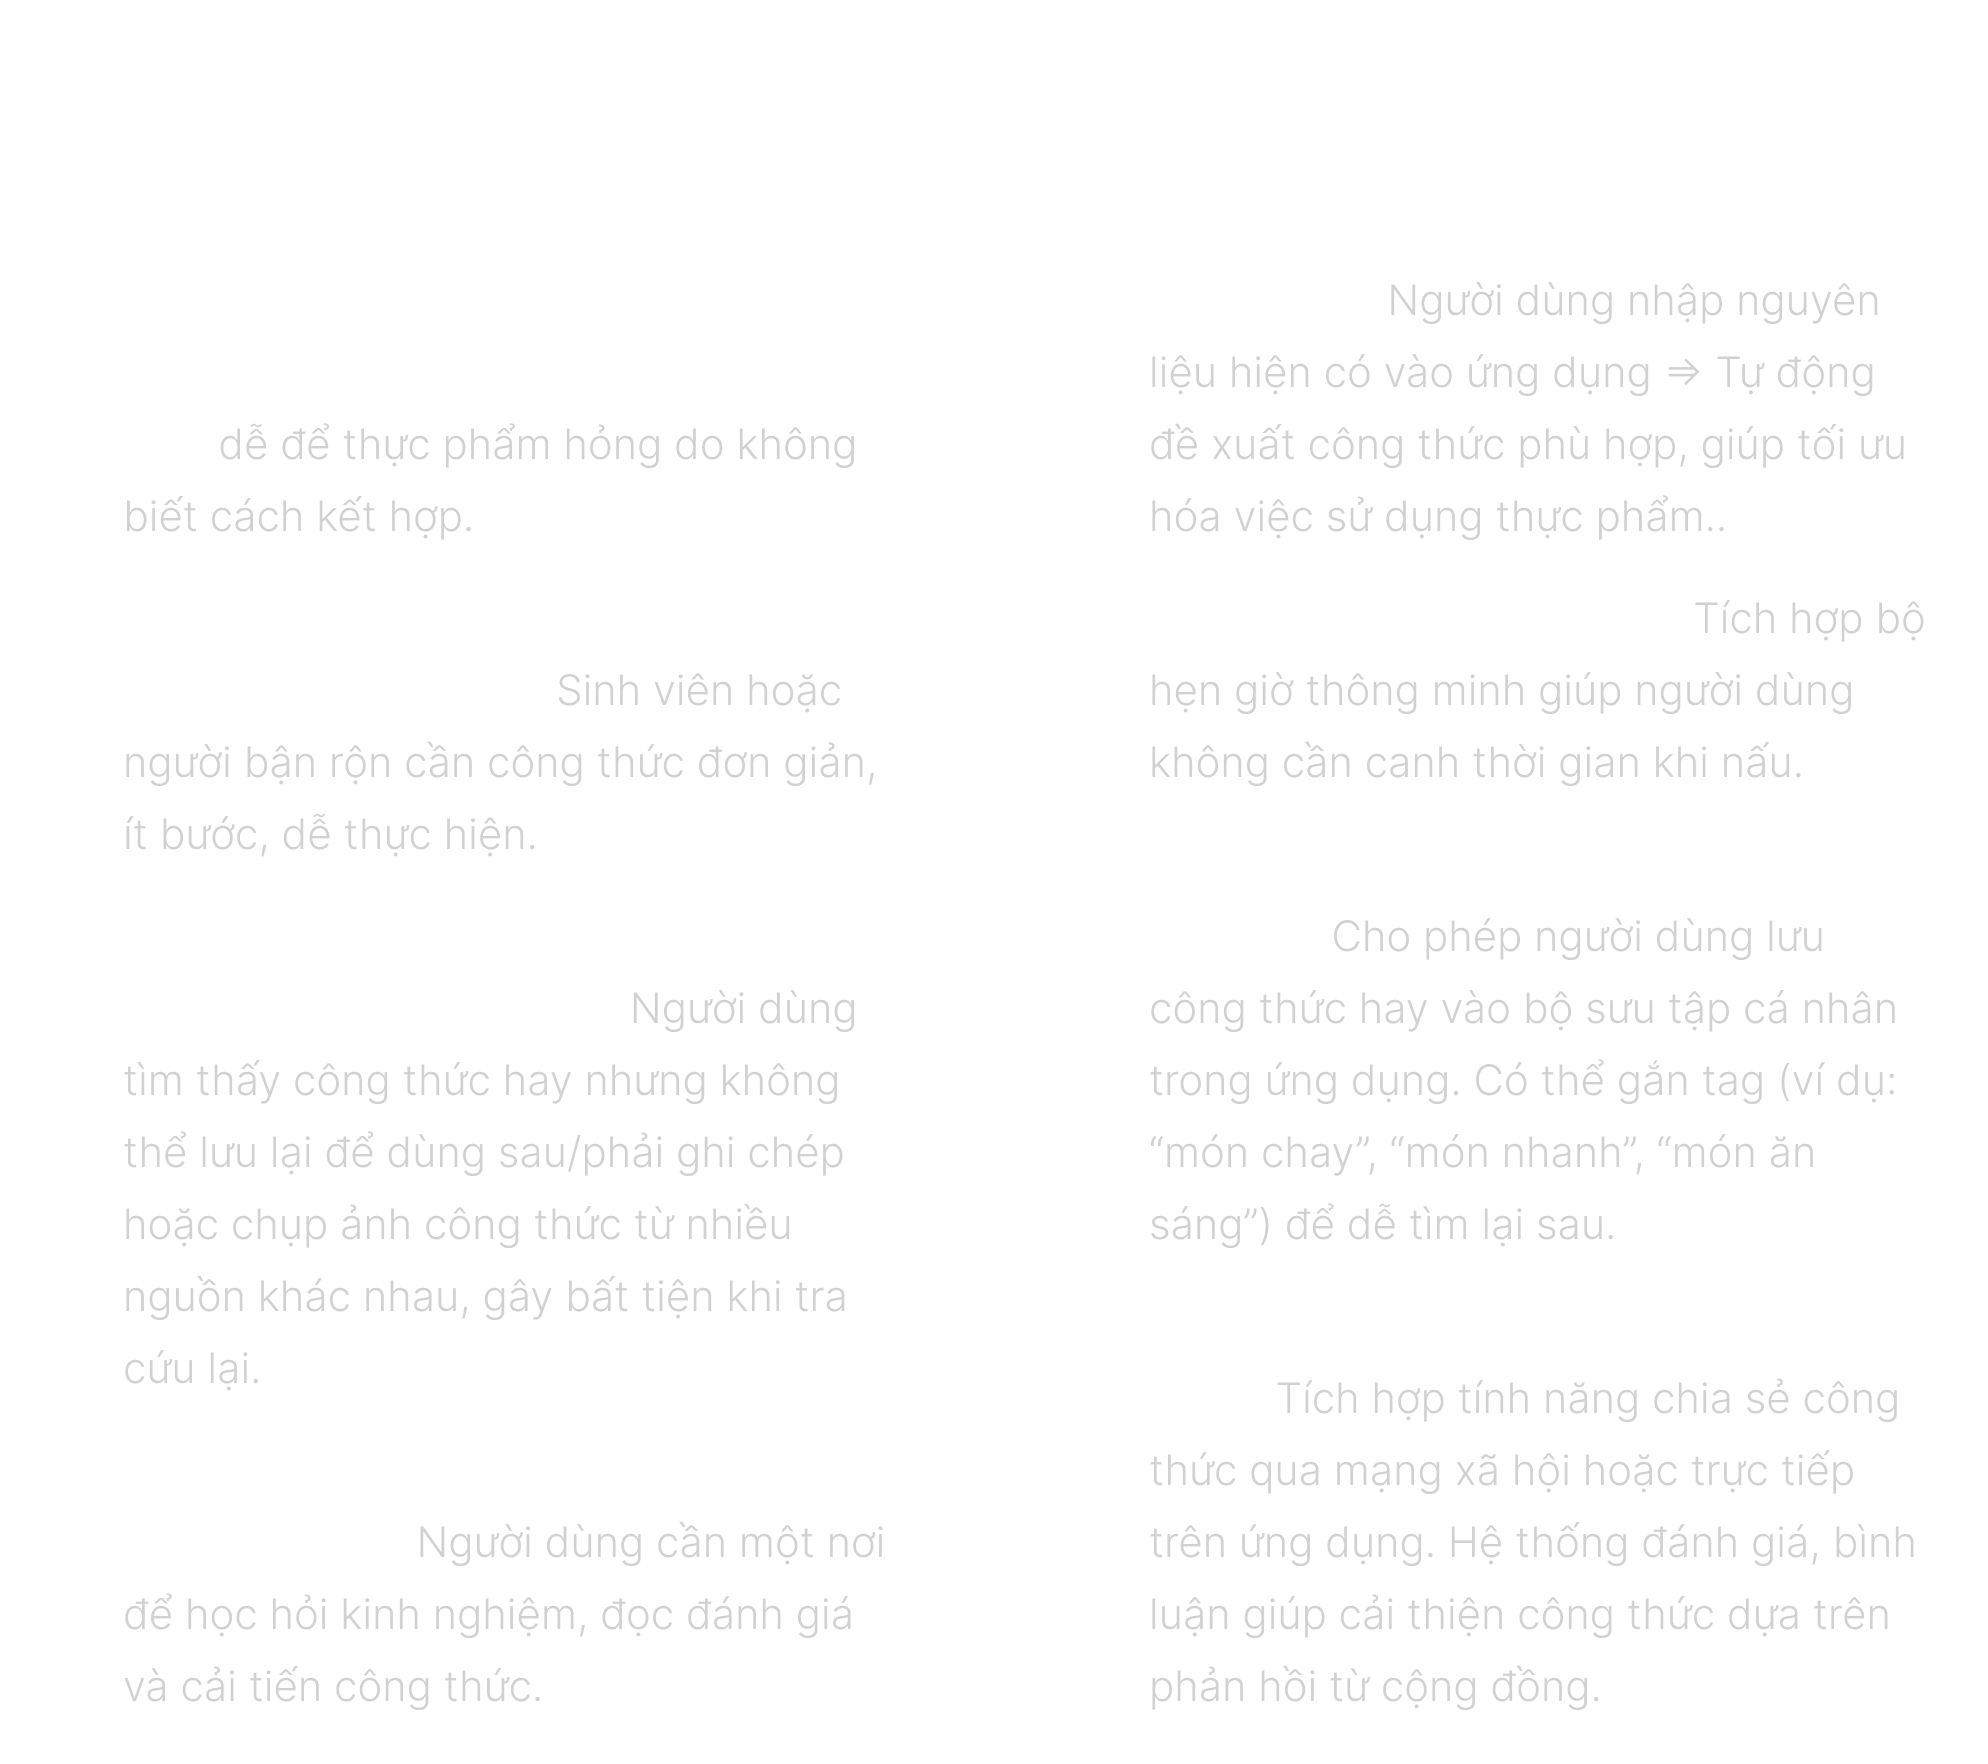 dễ để thực phẩm hỏng do không
biết cách kết hợp.
Sinh viên hoặc
người bận rộn cần công thức đơn giản,
ít bước, dễ thực hiện.
Người dùng
tìm thấy công thức hay nhưng không
thể lưu lại để dùng sau/phải ghi chép
hoặc chụp ảnh công thức từ nhiều
nguồn khác nhau, gây bất tiện khi tra
cứu lại.
Người dùng cần một nơi
để học hỏi kinh nghiệm, đọc đánh giá
và cải tiến công thức.
Người dùng nhập nguyên
liệu hiện có vào ứng dụng ⇒ Tự động
đề xuất công thức phù hợp, giúp tối ưu
hóa việc sử dụng thực phẩm..
Tích hợp bộ
hẹn giờ thông minh giúp người dùng
không cần canh thời gian khi nấu.
Cho phép người dùng lưu
công thức hay vào bộ sưu tập cá nhân
trong ứng dụng. Có thể gắn tag (ví dụ:
“món chay”, “món nhanh”, “món ăn
sáng”) để dễ tìm lại sau.
Tích hợp tính năng chia sẻ công
thức qua mạng xã hội hoặc trực tiếp
trên ứng dụng. Hệ thống đánh giá, bình
luận giúp cải thiện công thức dựa trên
phản hồi từ cộng đồng.